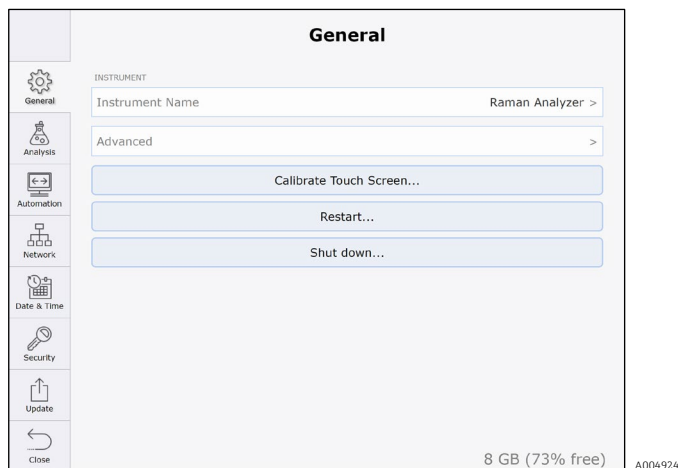 General
INSTRUMENT
Instrument Name Raman Analyzer >
Advanced >
Calibrate Touch Screen...
Restart...
Shut down...
General
Analysis
Automation
Network
Date & Time
Security
Update
Close
8 GB (73% free)
A004924